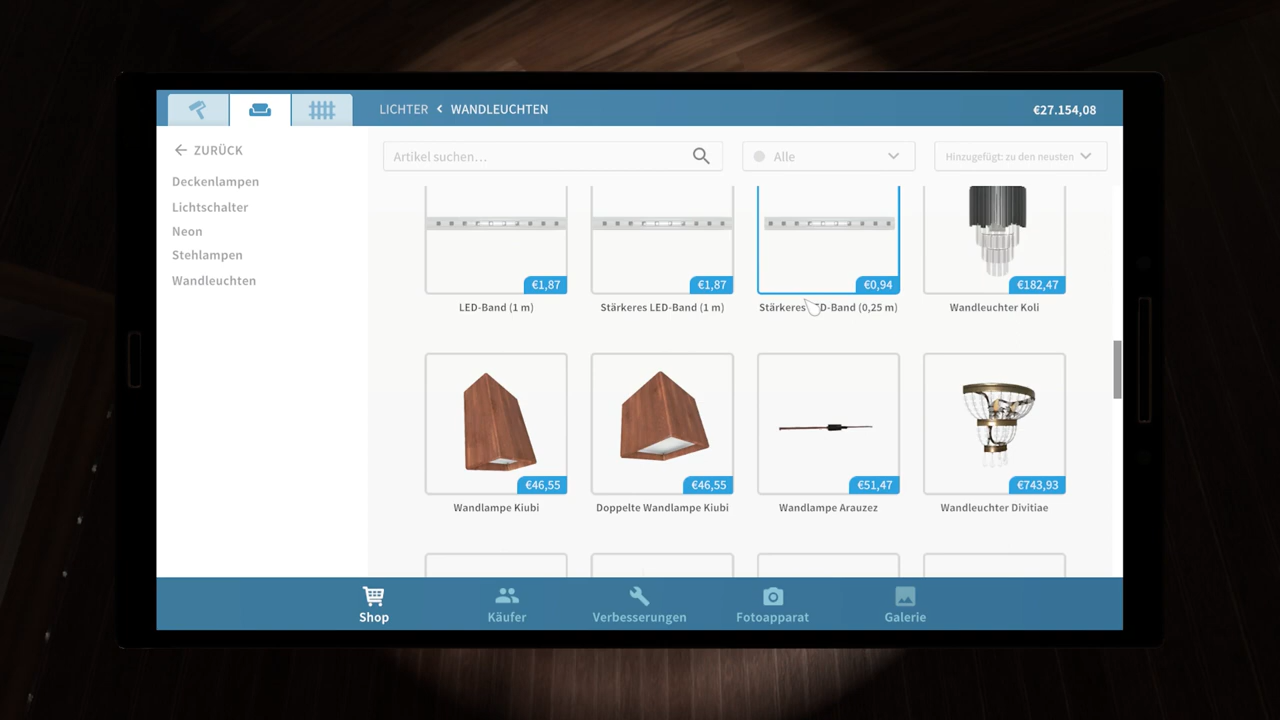 LICHTER < WANDLEUCHTEN
€27.154,08
ZURÜCK
Artikel suchen...
Alle
Hinzugefügt: zu den neusten
Deckenlampen
Lichtschalter
Neon
Stehlampen
Wandleuchten
€1,87
€1,87
€0,94
€182,47
LED-Band (1 m)
Stärkeres LED-Band (1 m)
Stärkeres LED-Band (0,25 m)
Wandleuchter Koli
€46,55
€46,55
€51,47
€743,93
Wandlampe Kiubi
Doppelte Wandlampe Kiubi
Wandlampe Arauzez
Wandleuchter Divitiae
Shop
Käufer
Verbesserungen
Fotoapparat
Galerie